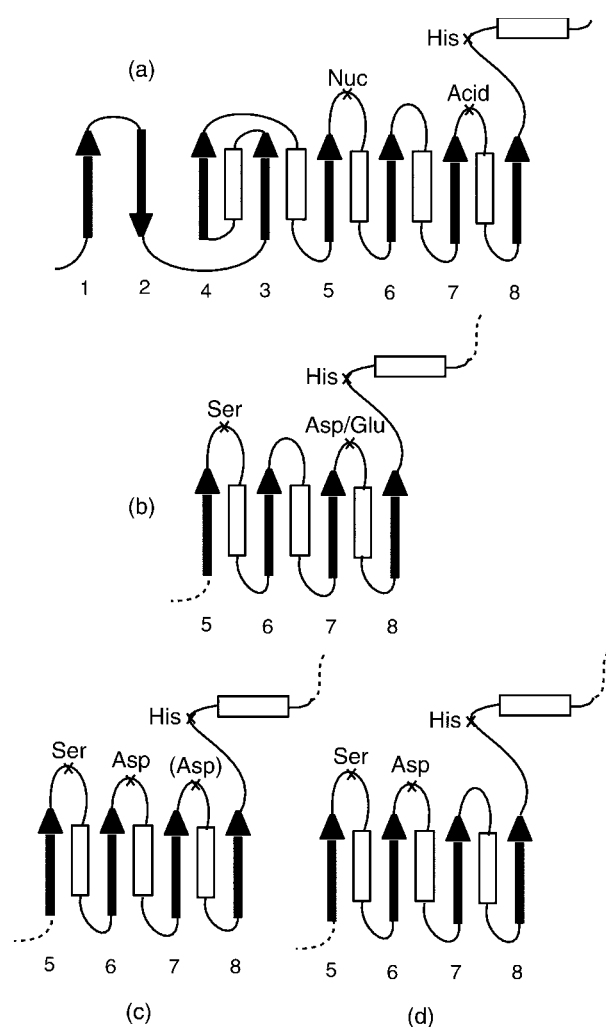 (a)
His
Nuc
Acid
1 2 4 3 5 6 7 8
(b)
His
Ser
Asp/Glu
5 6 7 8
(c)
His
Ser
Asp
(Asp)
5 6 7 8
(d)
His
Ser
Asp
5 6 7 8